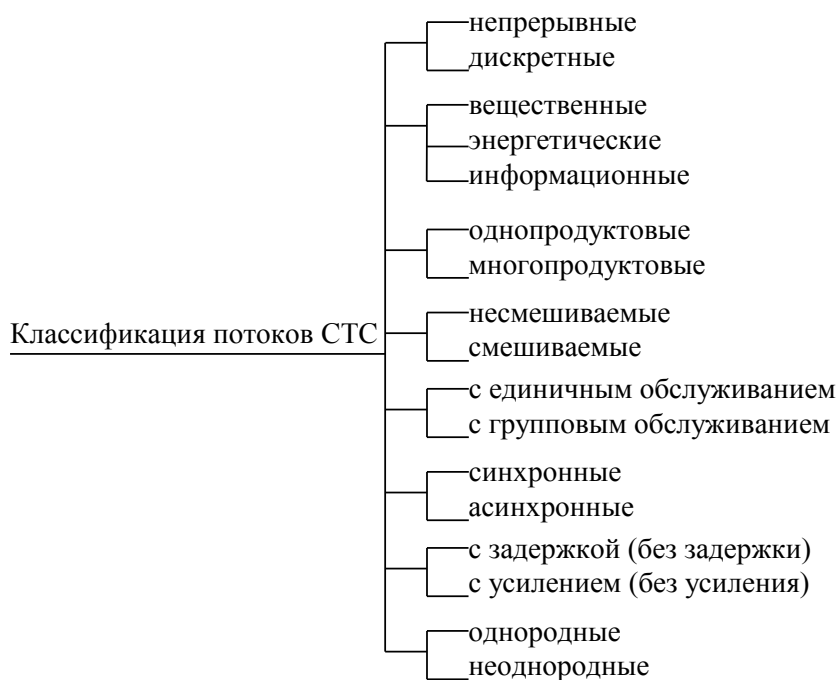 непрерывные
дискретные
вещественные
энергетические
информационные
однопродуктовые
многопродуктовые
Классификация потоков СТС
несмешиваемые
смешиваемые
с единичным обслуживанием
с групповым обслуживанием
синхронные
асинхронные
с задержкой (без задержки)
с усилением (без усиления)
однородные
неоднородные